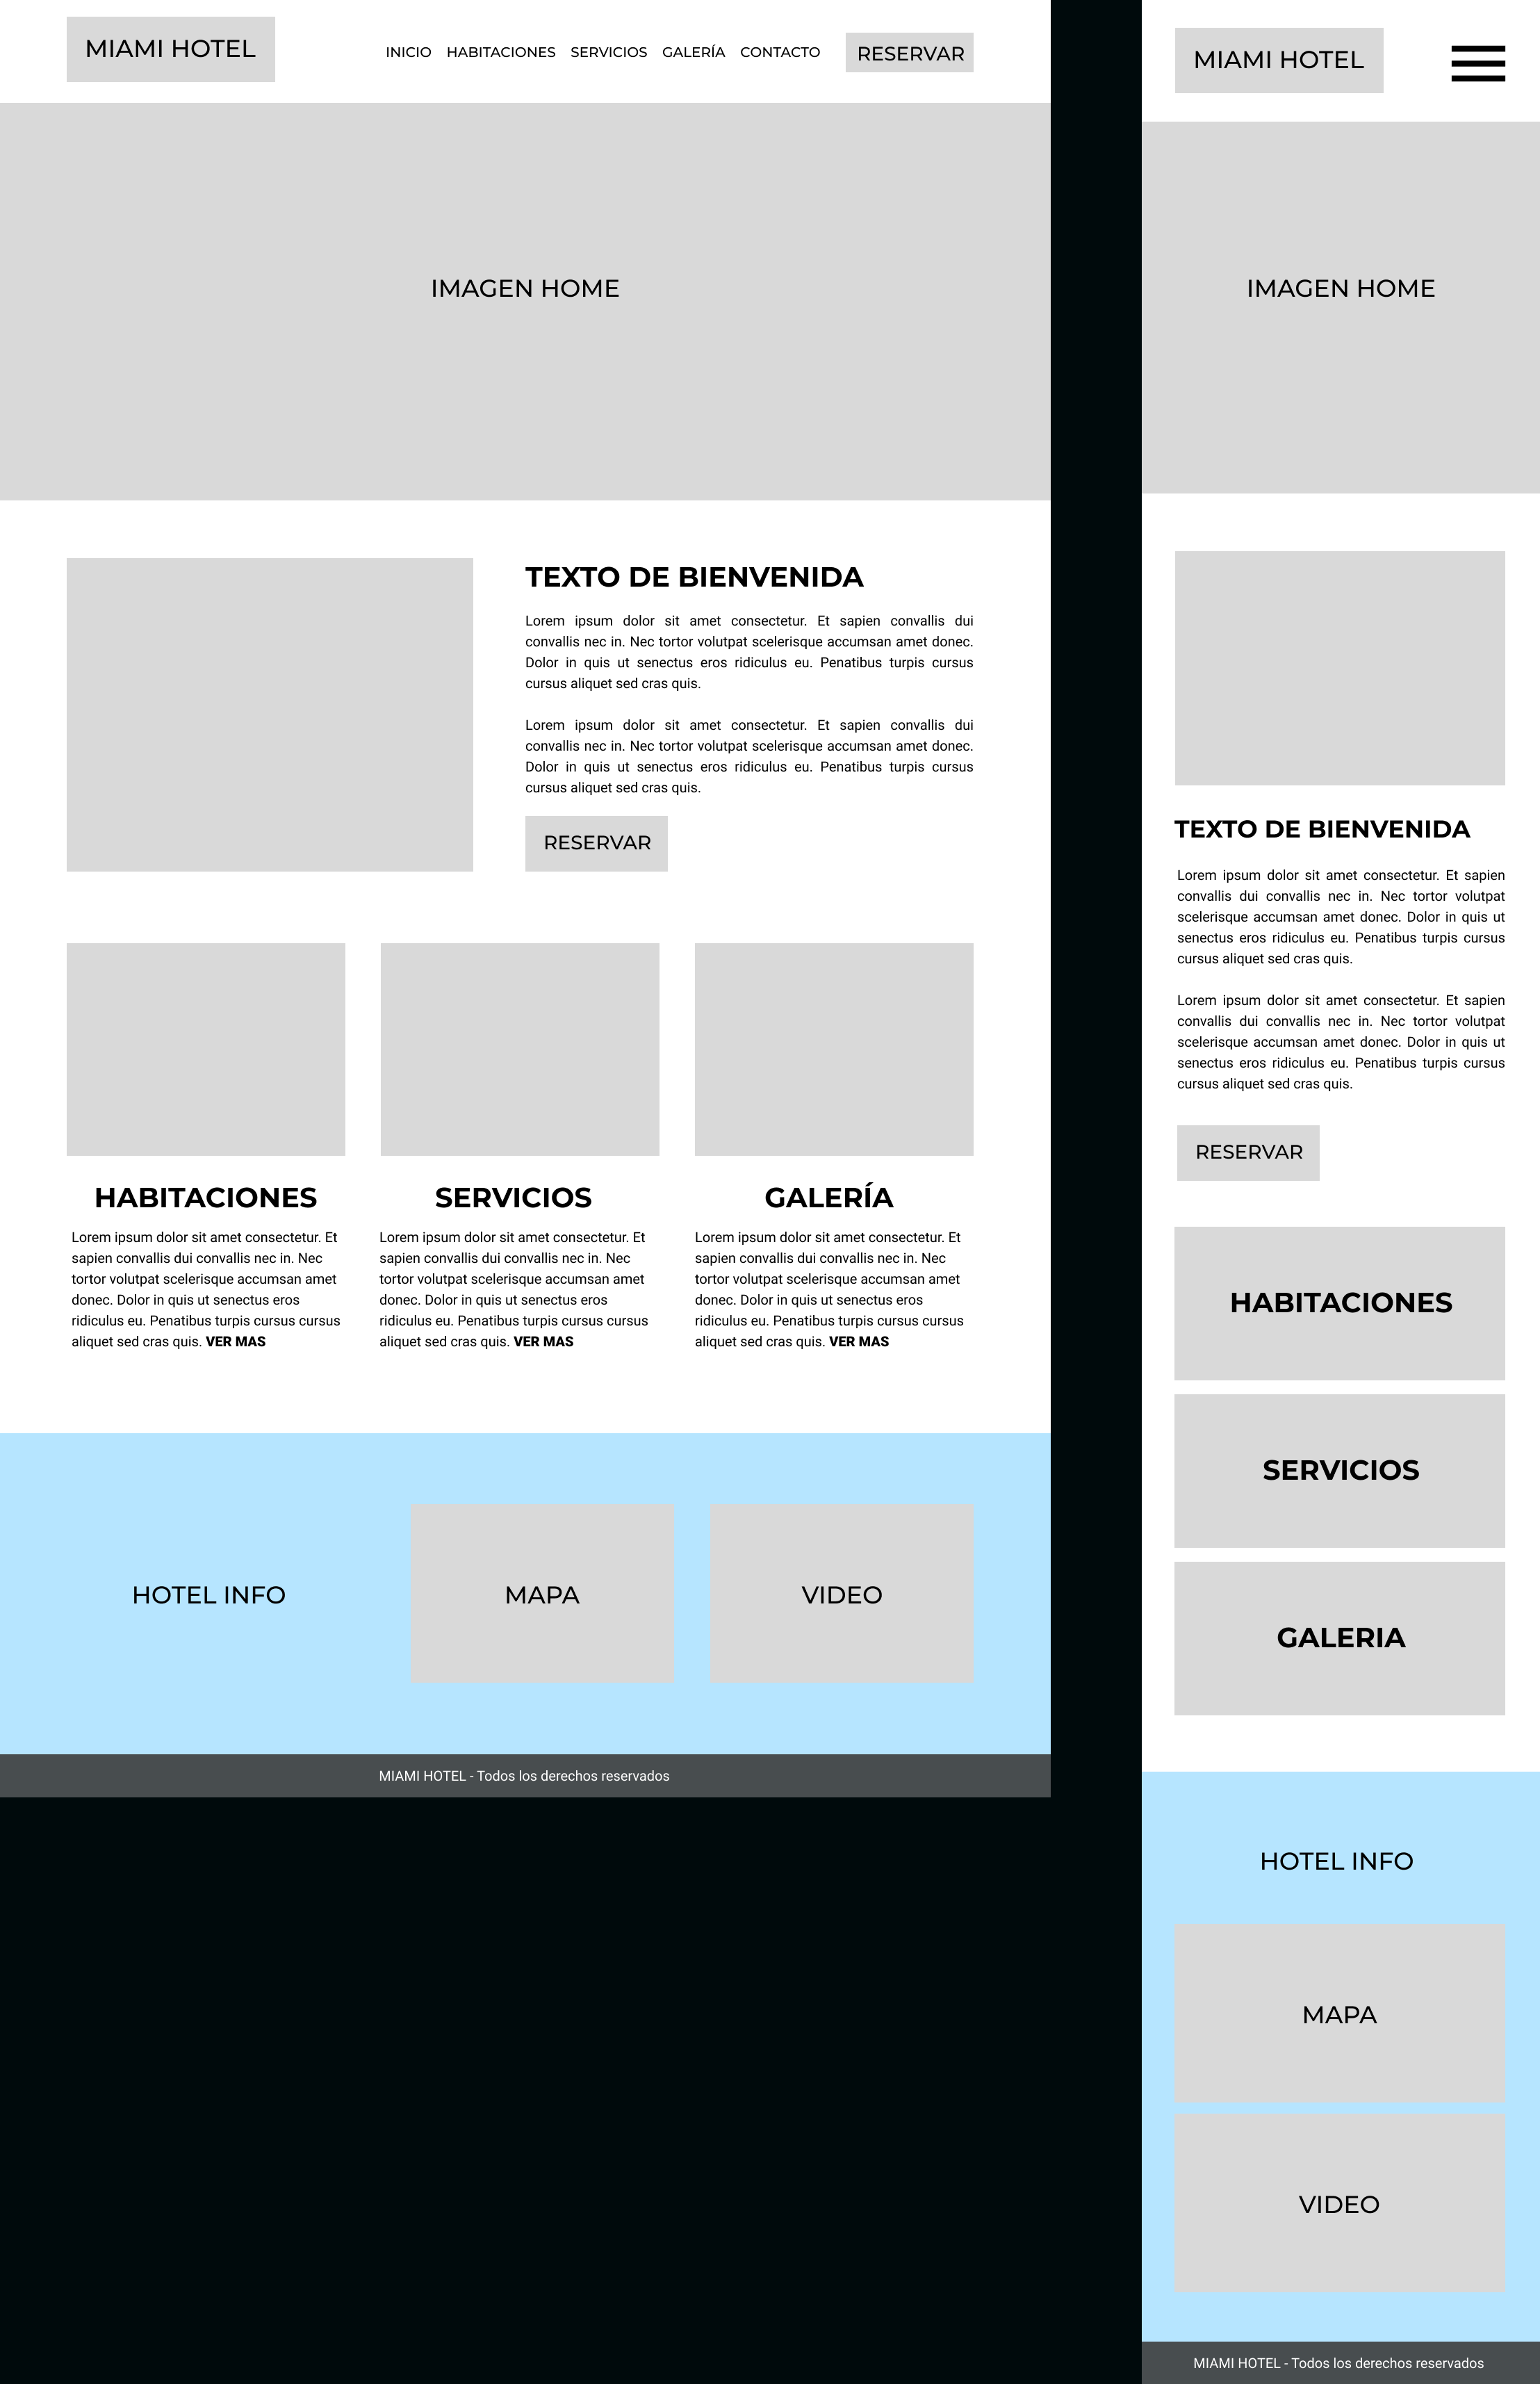 MIAMI HOTEL
INICIO HABITACIONES SERVICIOS GALERÍA CONTACTO RESERVAR
IMAGEN HOME
TEXTO DE BIENVENIDA
Lorem ipsum dolor sit amet consectetur. Et sapien convallis dui
convallis nec in. Nec tortor volutpat scelerisque accumsan amet donec.
Dolor in quis ut senectus eros ridiculus eu. Penatibus turpis cursus
cursus aliquet sed cras quis.
Lorem ipsum dolor sit amet consectetur. Et sapien convallis dui
convallis nec in. Nec tortor volutpat scelerisque accumsan amet donec.
Dolor in quis ut senectus eros ridiculus eu. Penatibus turpis cursus
cursus aliquet sed cras quis.
RESERVAR
HABITACIONES
Lorem ipsum dolor sit amet consectetur. Et
sapien convallis dui convallis nec in. Nec
tortor volutpat scelerisque accumsan amet
donec. Dolor in quis ut senectus eros
ridiculus eu. Penatibus turpis cursus cursus
aliquet sed cras quis. VER MAS
SERVICIOS
Lorem ipsum dolor sit amet consectetur. Et
sapien convallis dui convallis nec in. Nec
tortor volutpat scelerisque accumsan amet
donec. Dolor in quis ut senectus eros
ridiculus eu. Penatibus turpis cursus cursus
aliquet sed cras quis. VER MAS
GALERÍA
Lorem ipsum dolor sit amet consectetur. Et
sapien convallis dui convallis nec in. Nec
tortor volutpat scelerisque accumsan amet
donec. Dolor in quis ut senectus eros
ridiculus eu. Penatibus turpis cursus cursus
aliquet sed cras quis. VER MAS
HOTEL INFO
MAPA
VIDEO
MIAMI HOTEL - Todos los derechos reservados
MIAMI HOTEL
IMAGEN HOME
TEXTO DE BIENVENIDA
Lorem ipsum dolor sit amet consectetur. Et sapien
convallis dui convallis nec in. Nec tortor volutpat
scelerisque accumsan amet donec. Dolor in quis ut
senectus eros ridiculus eu. Penatibus turpis cursus
cursus aliquet sed cras quis.
Lorem ipsum dolor sit amet consectetur. Et sapien
convallis dui convallis nec in. Nec tortor volutpat
scelerisque accumsan amet donec. Dolor in quis ut
senectus eros ridiculus eu. Penatibus turpis cursus
cursus aliquet sed cras quis.
RESERVAR
HABITACIONES
SERVICIOS
GALERIA
HOTEL INFO
MAPA
VIDEO
MIAMI HOTEL - Todos los derechos reservados